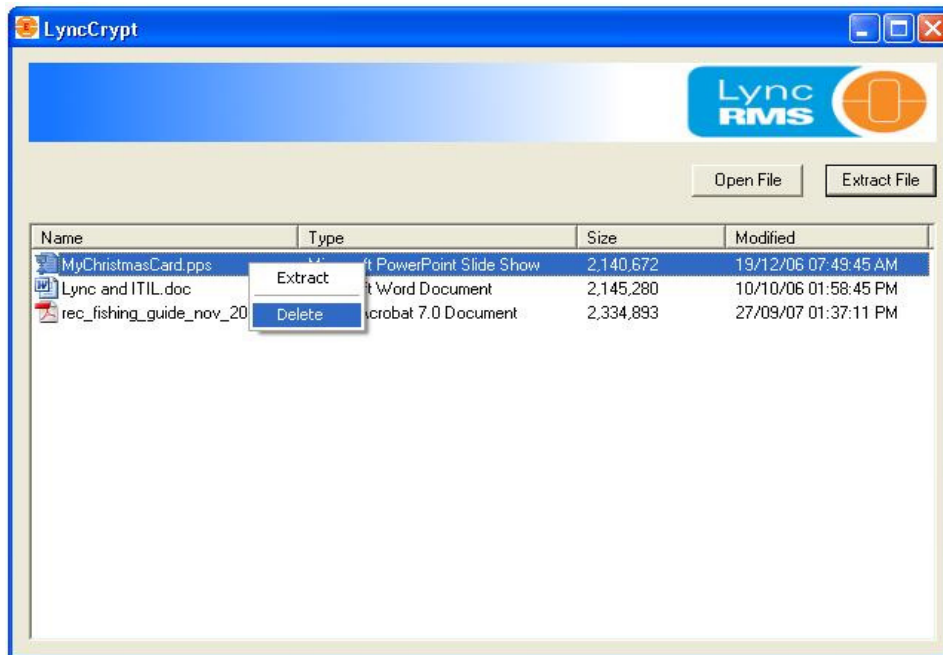 LyncCrypt
Lync
RMS
Open File Extract File
Name Type Size Modified
MyChristmasCard.pps PowerPoint Slide Show 2,140,672 19/12/06 07:49:45 AM
Extract
Lync and ITIL.doc Word Document 2,145,280 10/10/06 01:58:45 PM
rec_fishing_guide_nov_20 Delete Acrobat 7.0 Document 2,334,893 27/09/07 01:37:11 PM